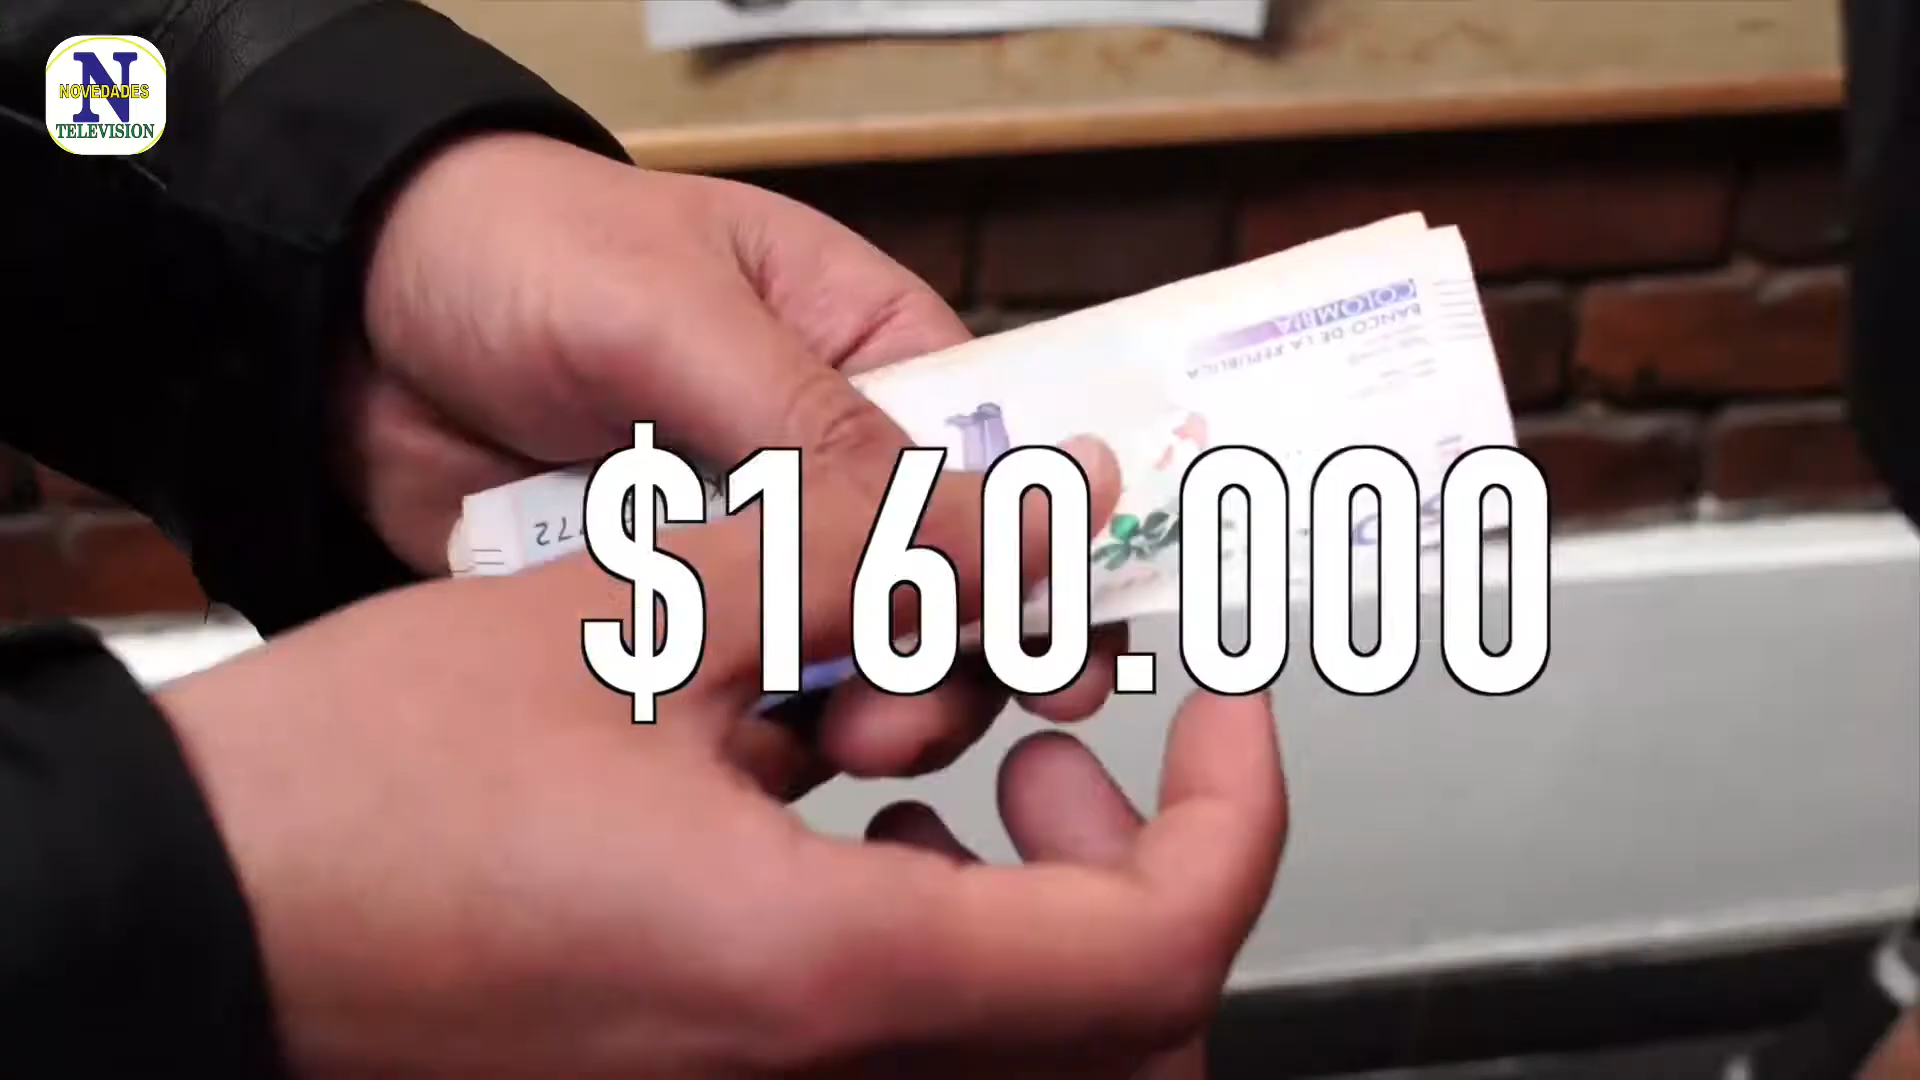 NOVEDADES
N
TELEVISION
COLOMBIA
BANCO DE LA REPUBLICA
$160.000